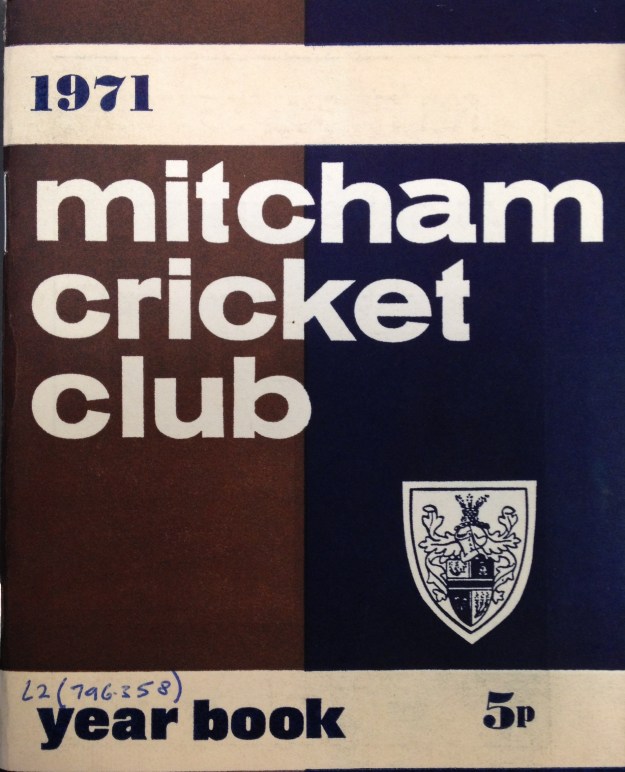 1971
mitcham
cricket
club
L2 (796.358)
year book
5p